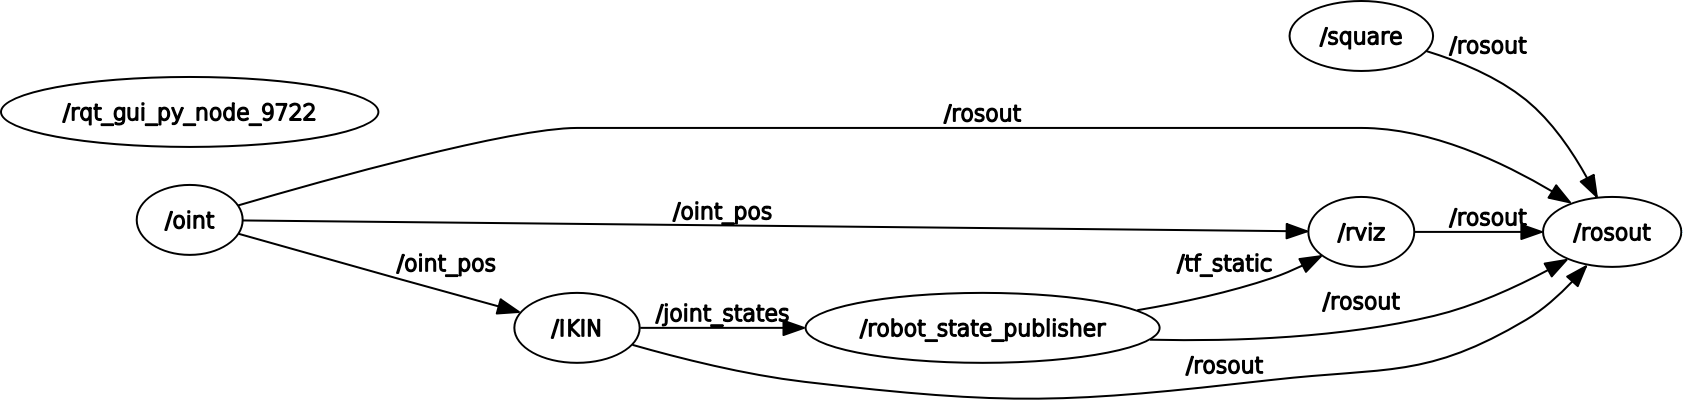 /square
/rosout
/rqt_gui_py_node_9722
/rosout
/oint
/oint_pos
/rviz
/rosout
/rosout
/oint_pos
/tf_static
/rosout
/IKIN
/joint_states
/robot_state_publisher
/rosout